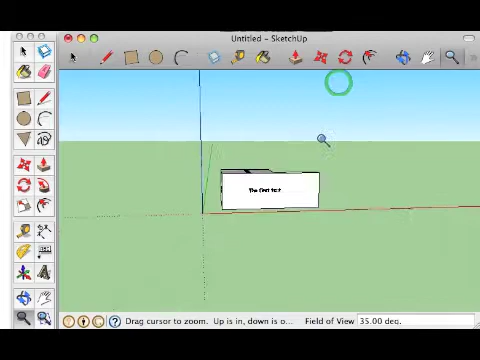 Untitled - SketchUp
The first text
Drag cursor to zoom. Up is in, down is o...
Field of View
35.00 deg.